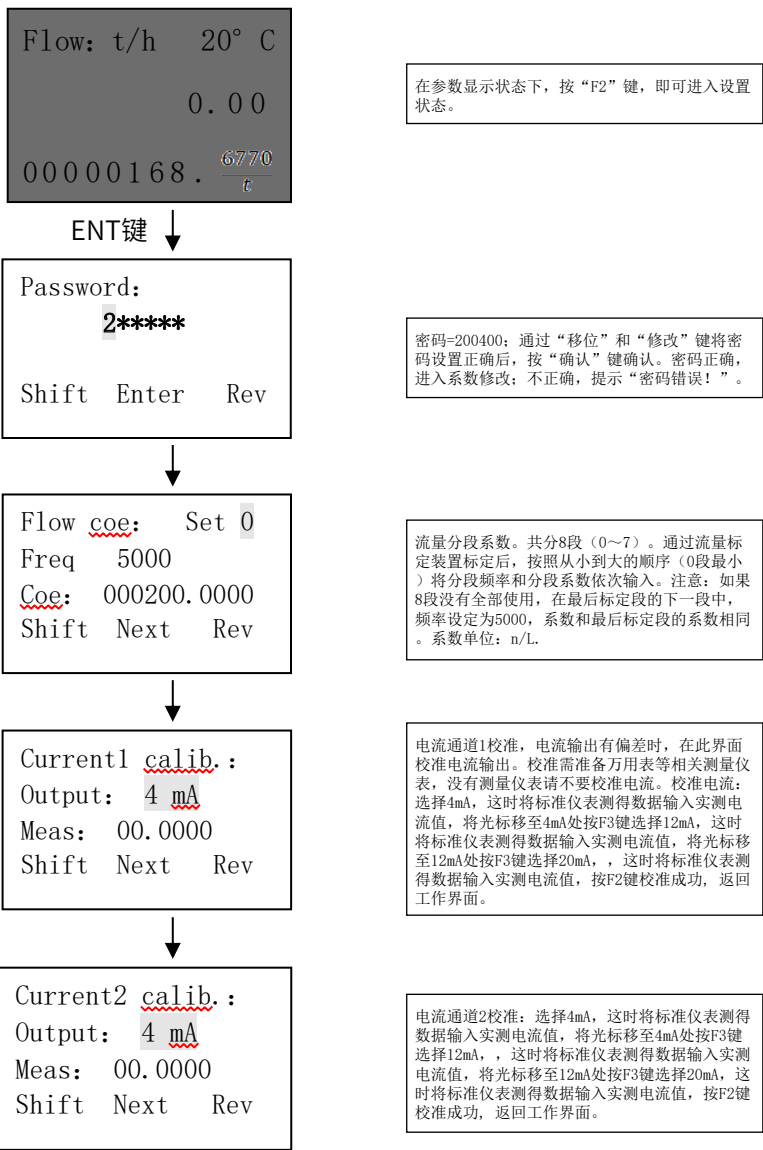 Flow: t/h 20° C
0.00
00000168. 6770/t
在参数显示状态下，按“F2”键，即可进入设置
状态。
ENT键
Password:
2*****
Shift Enter Rev
密码=200400；通过“移位”和“修改”键将密
码设置正确后，按“确认”键确认。密码正确，
进入系数修改；不正确，提示“密码错误！”。
Flow coe: Set 0
Freq 5000
Coe: 000200.0000
Shift Next Rev
流量分段系数。共分8段（0～7）。通过流量标
定装置标定后，按照从小到大的顺序（0段最小
）将分段频率和分段系数依次输入。注意：如果
8段没有全部使用，在最后标定段的下一段中，
频率设定为5000，系数和最后标定段的系数相同
。系数单位：n/L.
Current1 calib.:
Output: 4 mA
Meas: 00.0000
Shift Next Rev
电流通道1校准，电流输出有偏差时，在此界面
校准电流输出。校准需准备万用表等相关测量仪
表，没有测量仪表请不要校准电流。校准电流：
选择4mA，这时将标准仪表测得数据输入实测电
流值，将光标移至4mA处按F3键选择12mA，这时
将标准仪表测得数据输入实测电流值，将光标移
至12mA处按F3键选择20mA，，这时将标准仪表测
得数据输入实测电流值，按F2键校准成功，返回
工作界面。
Current2 calib.:
Output: 4 mA
Meas: 00.0000
Shift Next Rev
电流通道2校准：选择4mA，这时将标准仪表测得
数据输入实测电流值，将光标移至4mA处按F3键
选择12mA，，这时将标准仪表测得数据输入实测
电流值，将光标移至12mA处按F3键选择20mA，这
时将标准仪表测得数据输入实测电流值，按F2键
校准成功，返回工作界面。